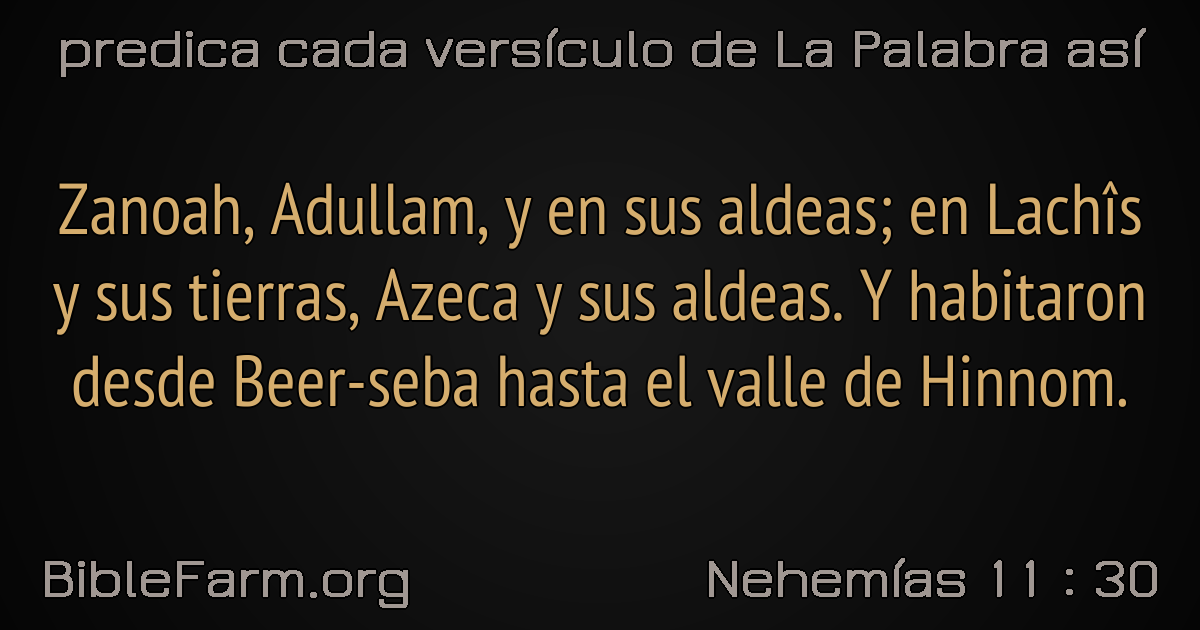 predica cada versículo de La Palabra así
Zanoah, Adullam, y en sus aldeas; en Lachîs
y sus tierras, Azeca y sus aldeas. Y habitaron
desde Beer-seba hasta el valle de Hinnom.
BibleFarm.org
Nehemías 11 : 30